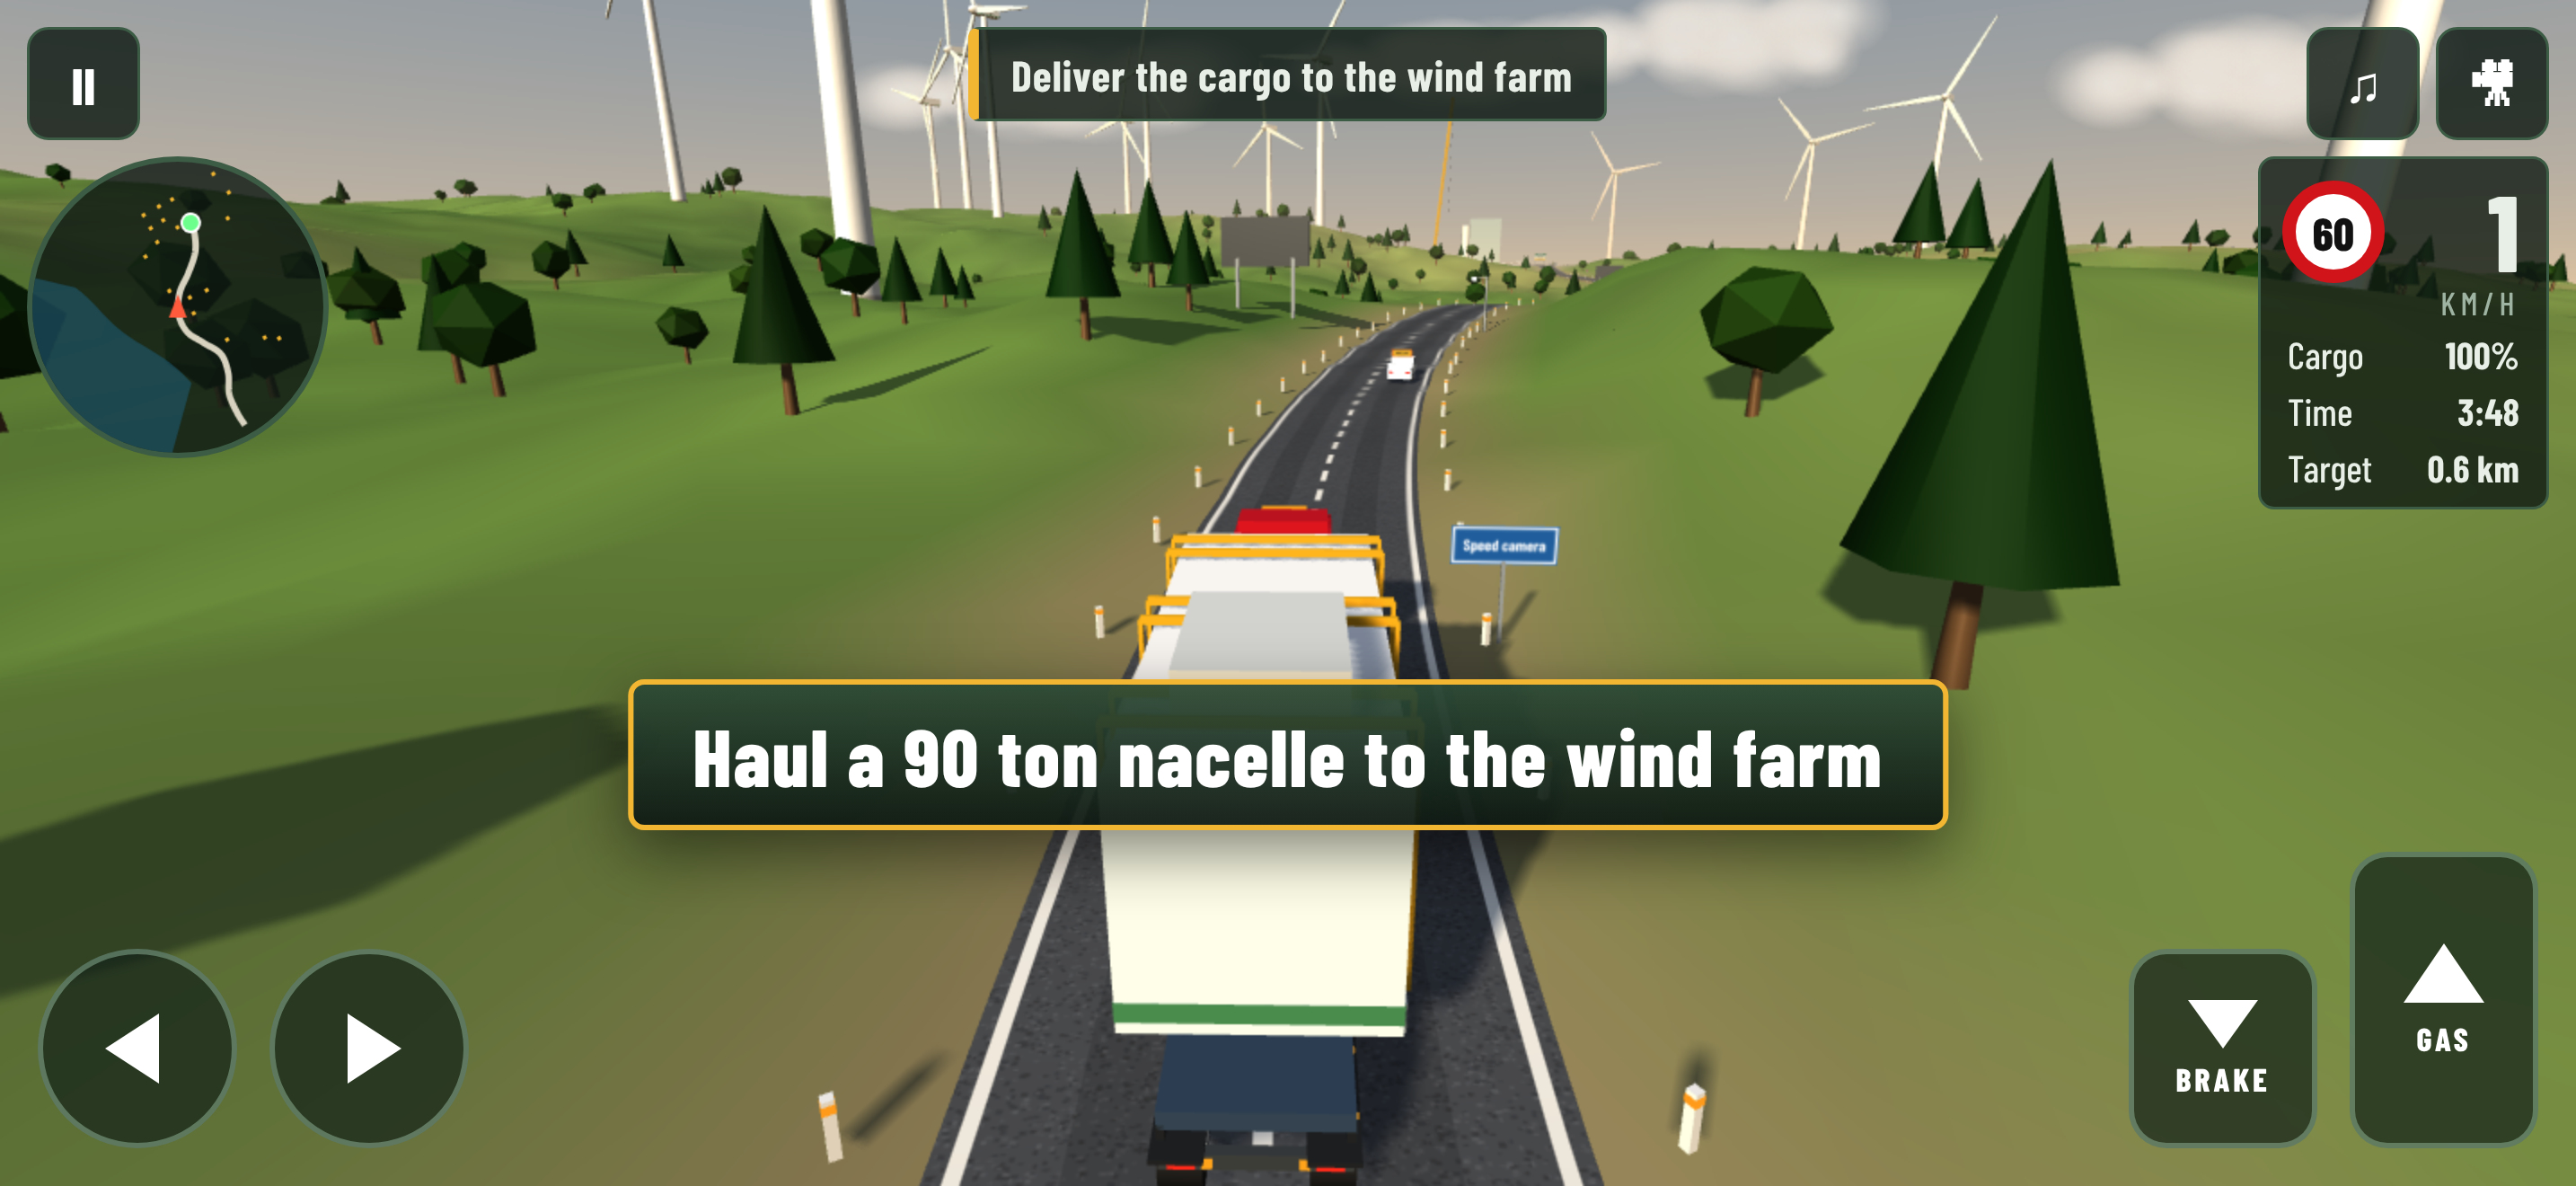 Deliver the cargo to the wind farm
60
1
KM/H
Cargo 100%
Time 3:48
Target 0.6 km
Speed camera
Haul a 90 ton nacelle to the wind farm
BRAKE
GAS